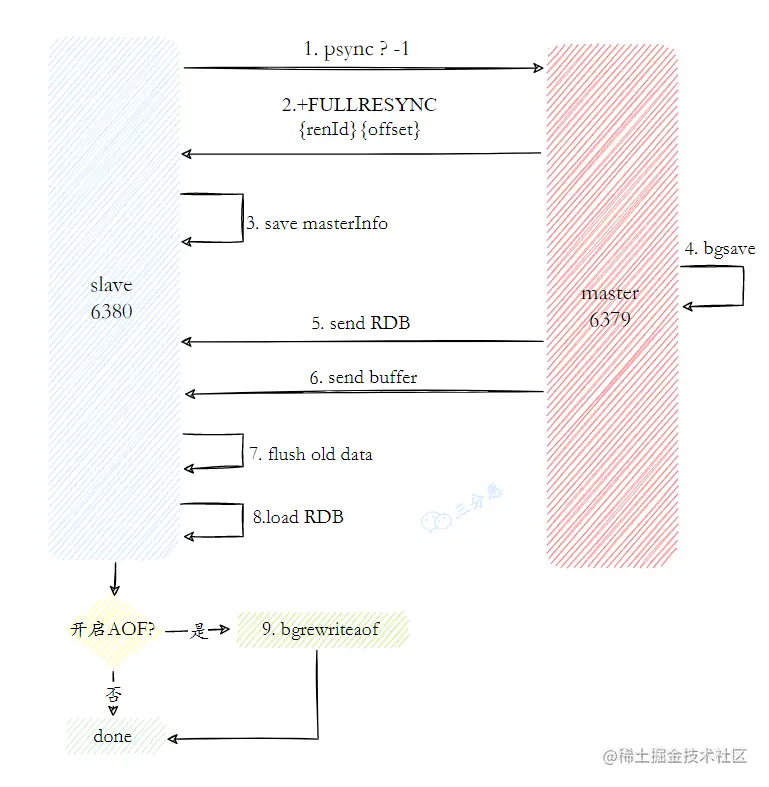 1. psync ? -1
2.+FULLRESYNC
{renId}{offset}
3. save masterInfo
4. bgsave
slave
6380
master
6379
5. send RDB
6. send buffer
7. flush old data
8.load RDB
三分恶
开启AOF?
是
9. bgrewriteaof
否
done
@稀土掘金技术社区